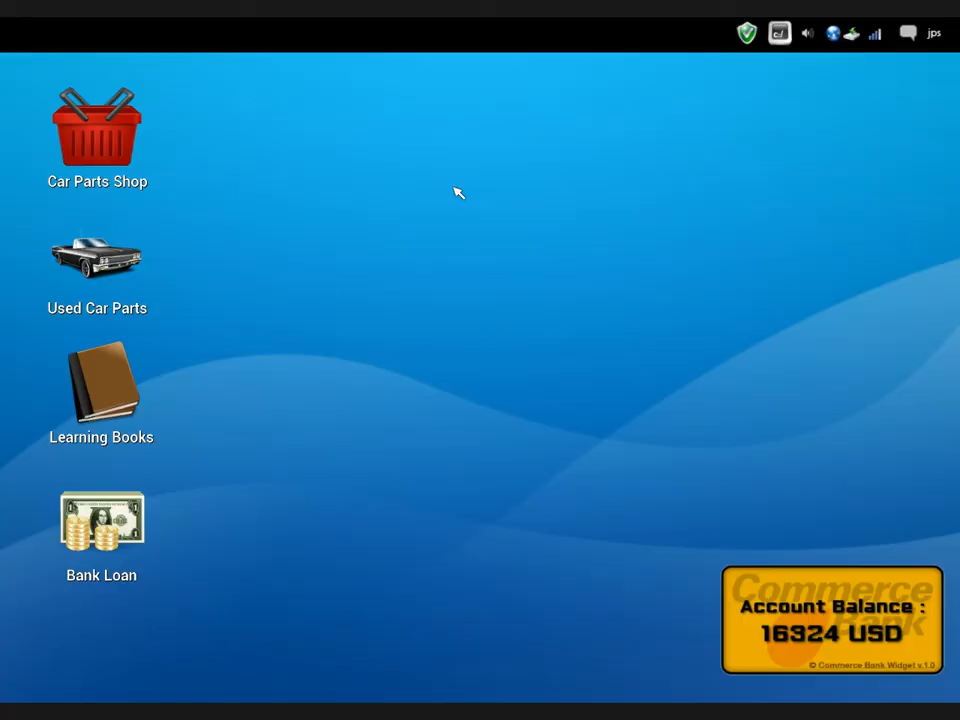 c:/
jps
Car Parts Shop
Used Car Parts
Learning Books
Bank Loan
Commerce
Bank
Account Balance :
16324 USD
© Commerce Bank Widget v.1.0